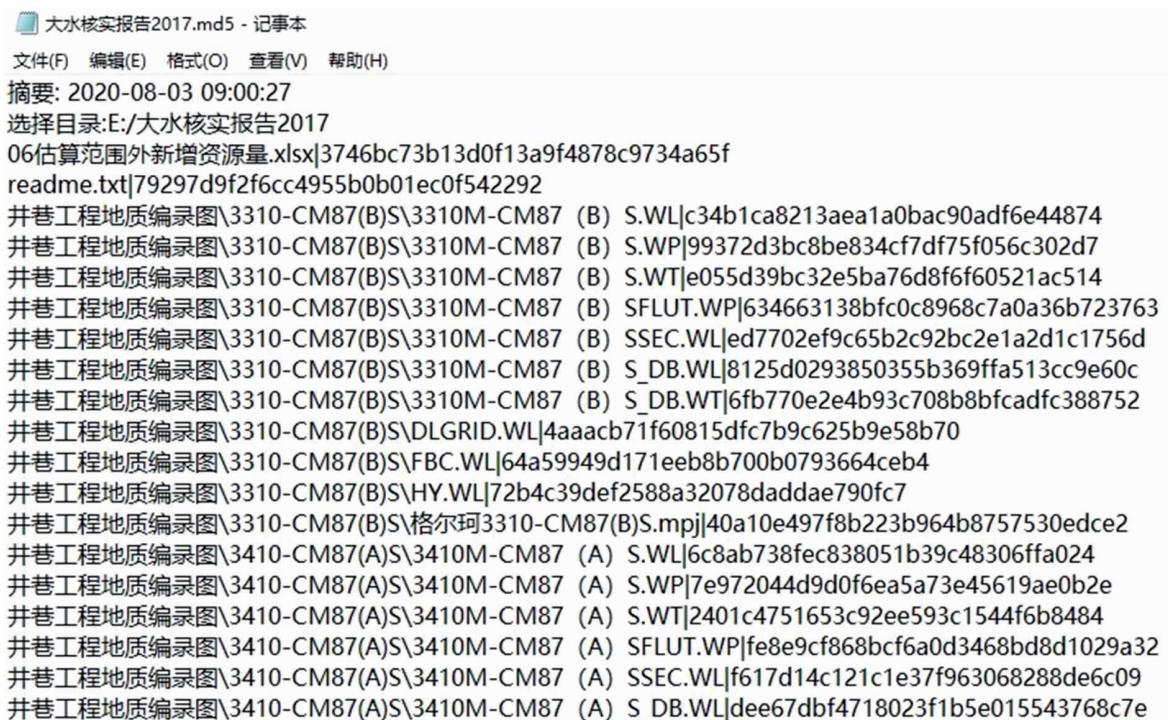 大水核实报告2017.md5 - 记事本
文件(F) 编辑(E) 格式(O) 查看(V) 帮助(H)
摘要: 2020-08-03 09:00:27
选择目录:E:/大水核实报告2017
06估算范围外新增资源量.xlsx|3746bc73b13d0f13a9f4878c9734a65f
readme.txt|79297d9f2f6cc4955b0b01ec0f542292
井巷工程地质编录图\3310-CM87(B)S\3310M-CM87（B）S.WL|c34b1ca8213aea1a0bac90adf6e44874
井巷工程地质编录图\3310-CM87(B)S\3310M-CM87（B）S.WP|99372d3bc8be834cf7df75f056c302d7
井巷工程地质编录图\3310-CM87(B)S\3310M-CM87（B）S.WT|e055d39bc32e5ba76d8f6f60521ac514
井巷工程地质编录图\3310-CM87(B)S\3310M-CM87（B）SFLUT.WP|634663138bfc0c8968c7a0a36b723763
井巷工程地质编录图\3310-CM87(B)S\3310M-CM87（B）SSEC.WL|ed7702ef9c65b2c92bc2e1a2d1c1756d
井巷工程地质编录图\3310-CM87(B)S\3310M-CM87（B）S_DB.WL|8125d0293850355b369ffa513cc9e60c
井巷工程地质编录图\3310-CM87(B)S\3310M-CM87（B）S_DB.WT|6fb770e2e4b93c708b8bfcadfc388752
井巷工程地质编录图\3310-CM87(B)S\DLGRID.WL|4aaacb71f60815dfc7b9c625b9e58b70
井巷工程地质编录图\3310-CM87(B)S\FBC.WL|64a59949d171eeb8b700b0793664ceb4
井巷工程地质编录图\3310-CM87(B)S\HY.WL|72b4c39def2588a32078daddae790fc7
井巷工程地质编录图\3310-CM87(B)S\格尔珂3310-CM87(B)S.mpj|40a10e497f8b223b964b8757530edce2
井巷工程地质编录图\3410-CM87(A)S\3410M-CM87（A）S.WL|6c8ab738fec838051b39c48306ffa024
井巷工程地质编录图\3410-CM87(A)S\3410M-CM87（A）S.WP|7e972044d9d0f6ea5a73e45619ae0b2e
井巷工程地质编录图\3410-CM87(A)S\3410M-CM87（A）S.WT|2401c4751653c92ee593c1544f6b8484
井巷工程地质编录图\3410-CM87(A)S\3410M-CM87（A）SFLUT.WP|fe8e9cf868bcf6a0d3468bd8d1029a32
井巷工程地质编录图\3410-CM87(A)S\3410M-CM87（A）SSEC.WL|f617d14c121c1e37f963068288de6c09
井巷工程地质编录图\3410-CM87(A)S\3410M-CM87（A）S_DB.WL|dee67dbf4718023f1b5e015543768c7e